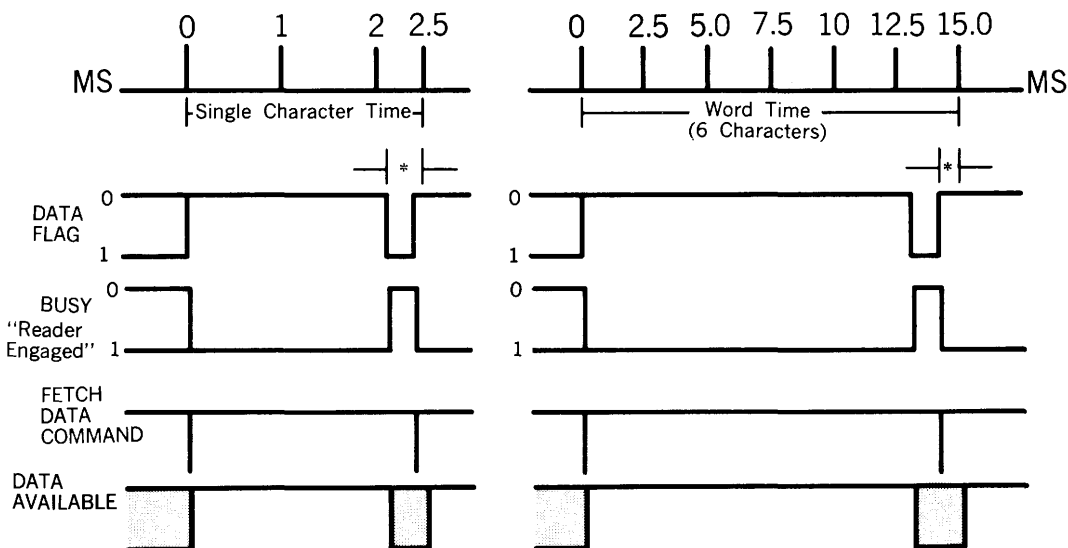 0 1 2 2.5
MS
Single Character Time
0 2.5 5.0 7.5 10 12.5 15.0
MS
Word Time
(6 Characters)
*
*
DATA
FLAG
0
1
0
1
BUSY
"Reader
Engaged"
0
1
0
1
FETCH
DATA
COMMAND
DATA
AVAILABLE